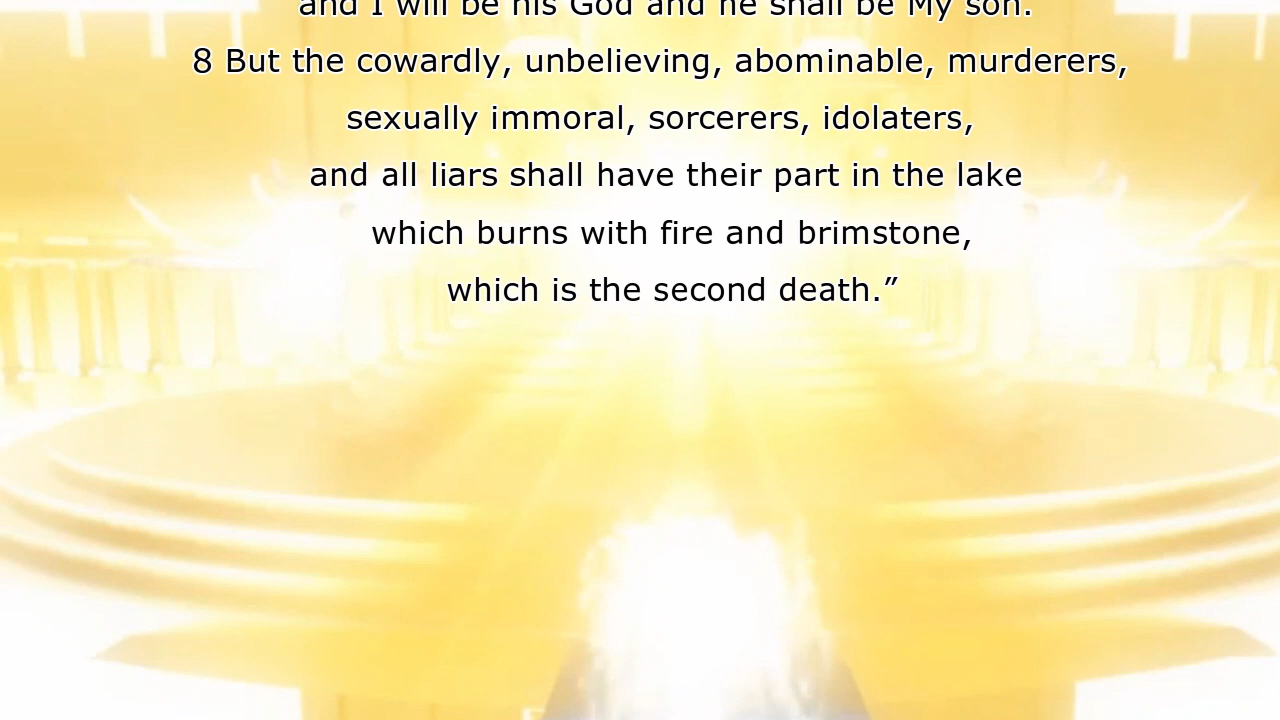 and I will be his God and he shall be My son.
8 But the cowardly, unbelieving, abominable, murderers,
sexually immoral, sorcerers, idolaters,
and all liars shall have their part in the lake
which burns with fire and brimstone,
which is the second death.”